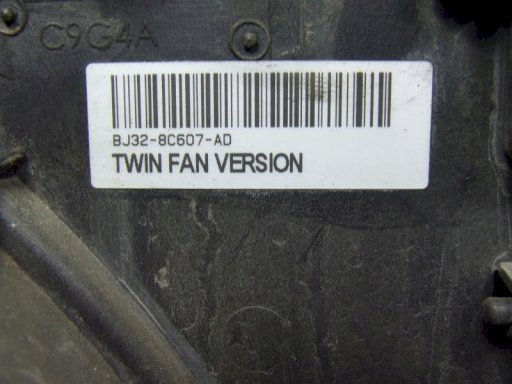 C9G4A
BJ32-8C607-AD
TWIN FAN VERSION